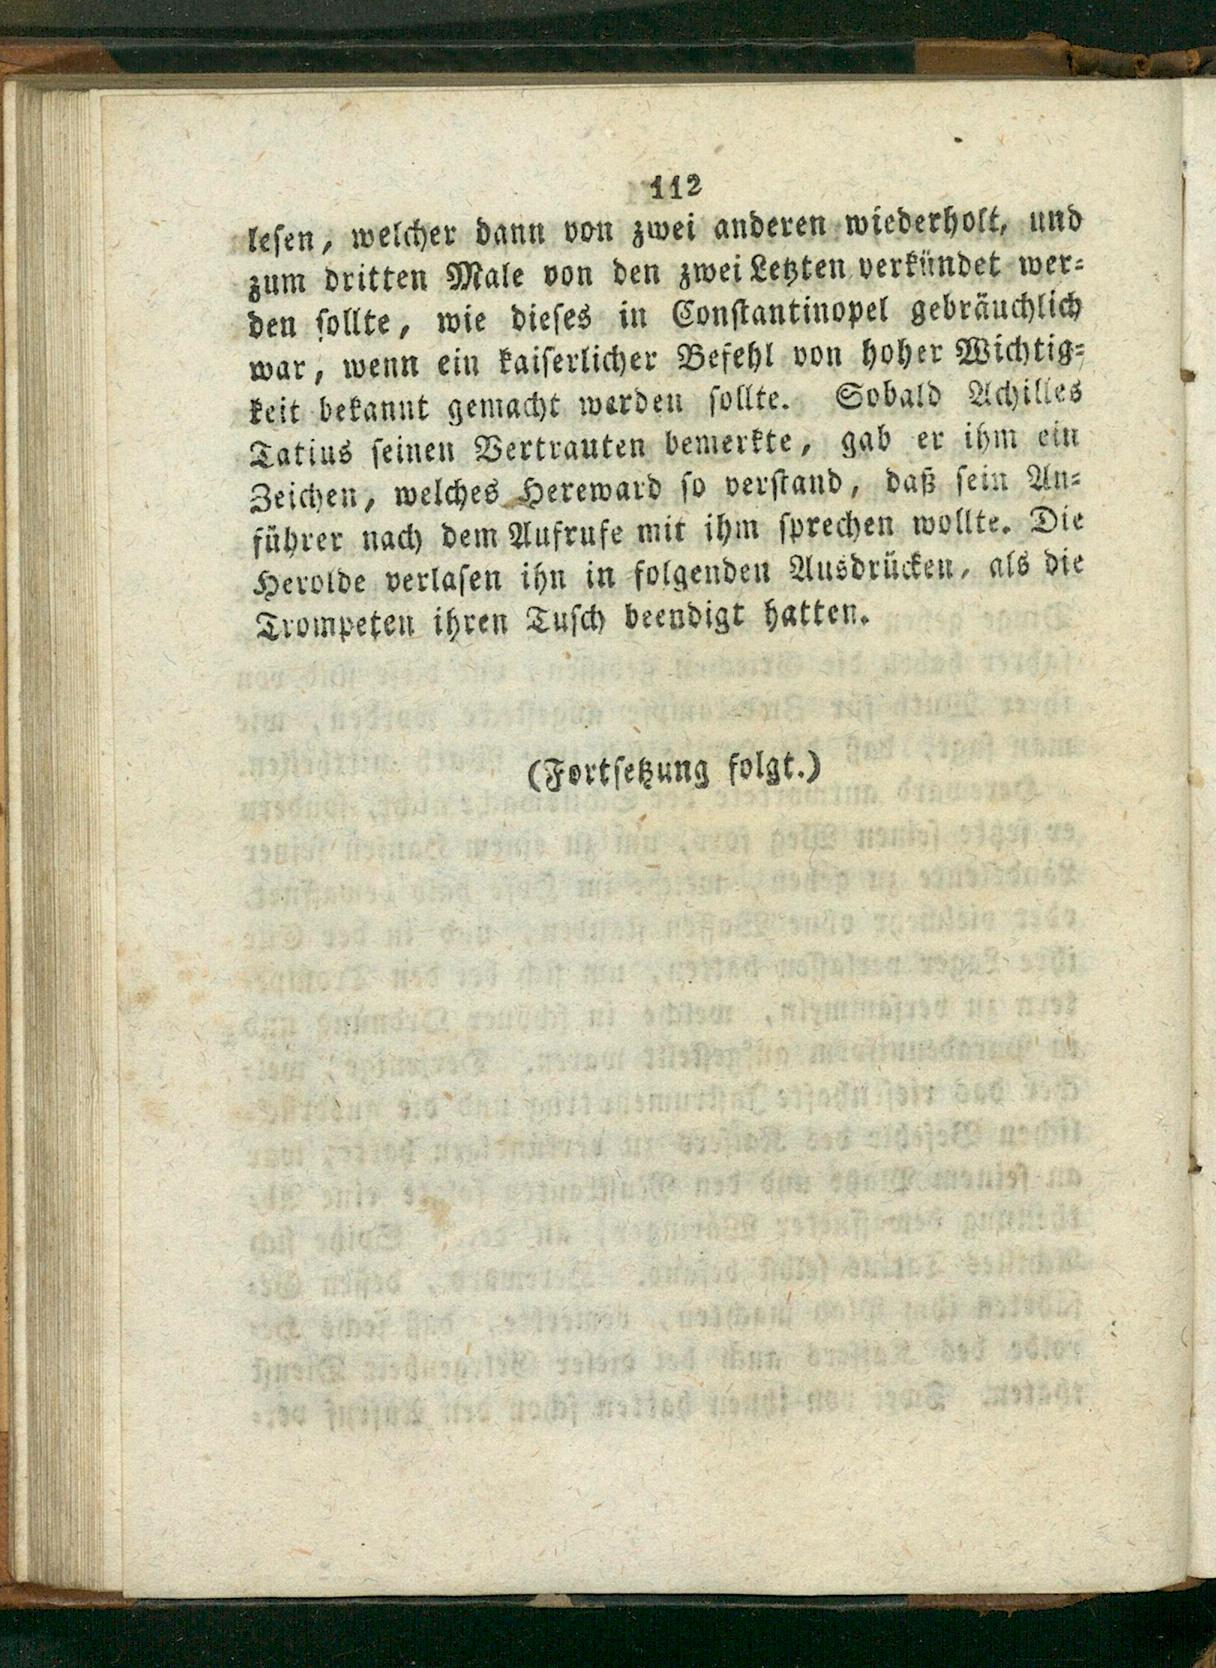 112
lesen, welcher dann von zwei anderen wiederholt, und
zum dritten Male von den zwei Letzten verkündet wer-
den sollte, wie dieses in Constantinopel gebräuchlich
war, wenn ein kaiserlicher Befehl von hoher Wichtig-
keit bekannt gemacht werden sollte. Sobald Achilles
Tatius seinen Vertrauten bemerkte, gab er ihm ein
Zeichen, welches Hereward so verstand, daß sein An-
führer nach dem Aufrufe mit ihm sprechen wollte. Die
Herolde verlasen ihn in folgenden Ausdrücken, als die
Trompeten ihren Tusch beendigt hatten.
(Fortsetzung folgt.)